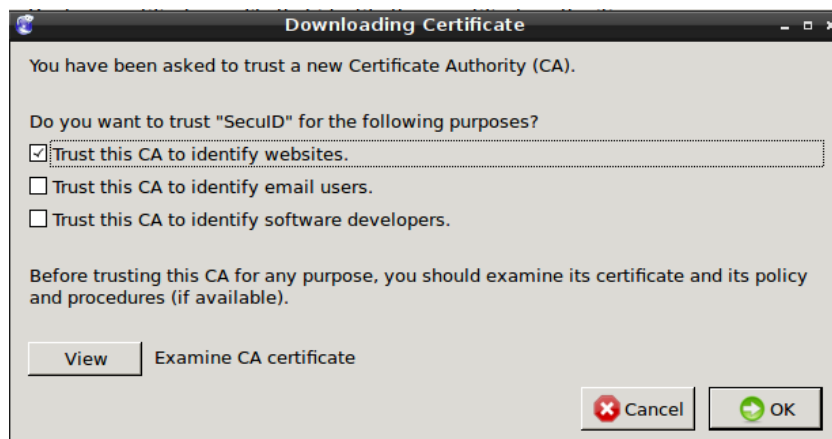 Downloading Certificate
You have been asked to trust a new Certificate Authority (CA).
Do you want to trust "SecuID" for the following purposes?
Trust this CA to identify websites.
Trust this CA to identify email users.
Trust this CA to identify software developers.
Before trusting this CA for any purpose, you should examine its certificate and its policy
and procedures (if available).
View Examine CA certificate
Cancel OK